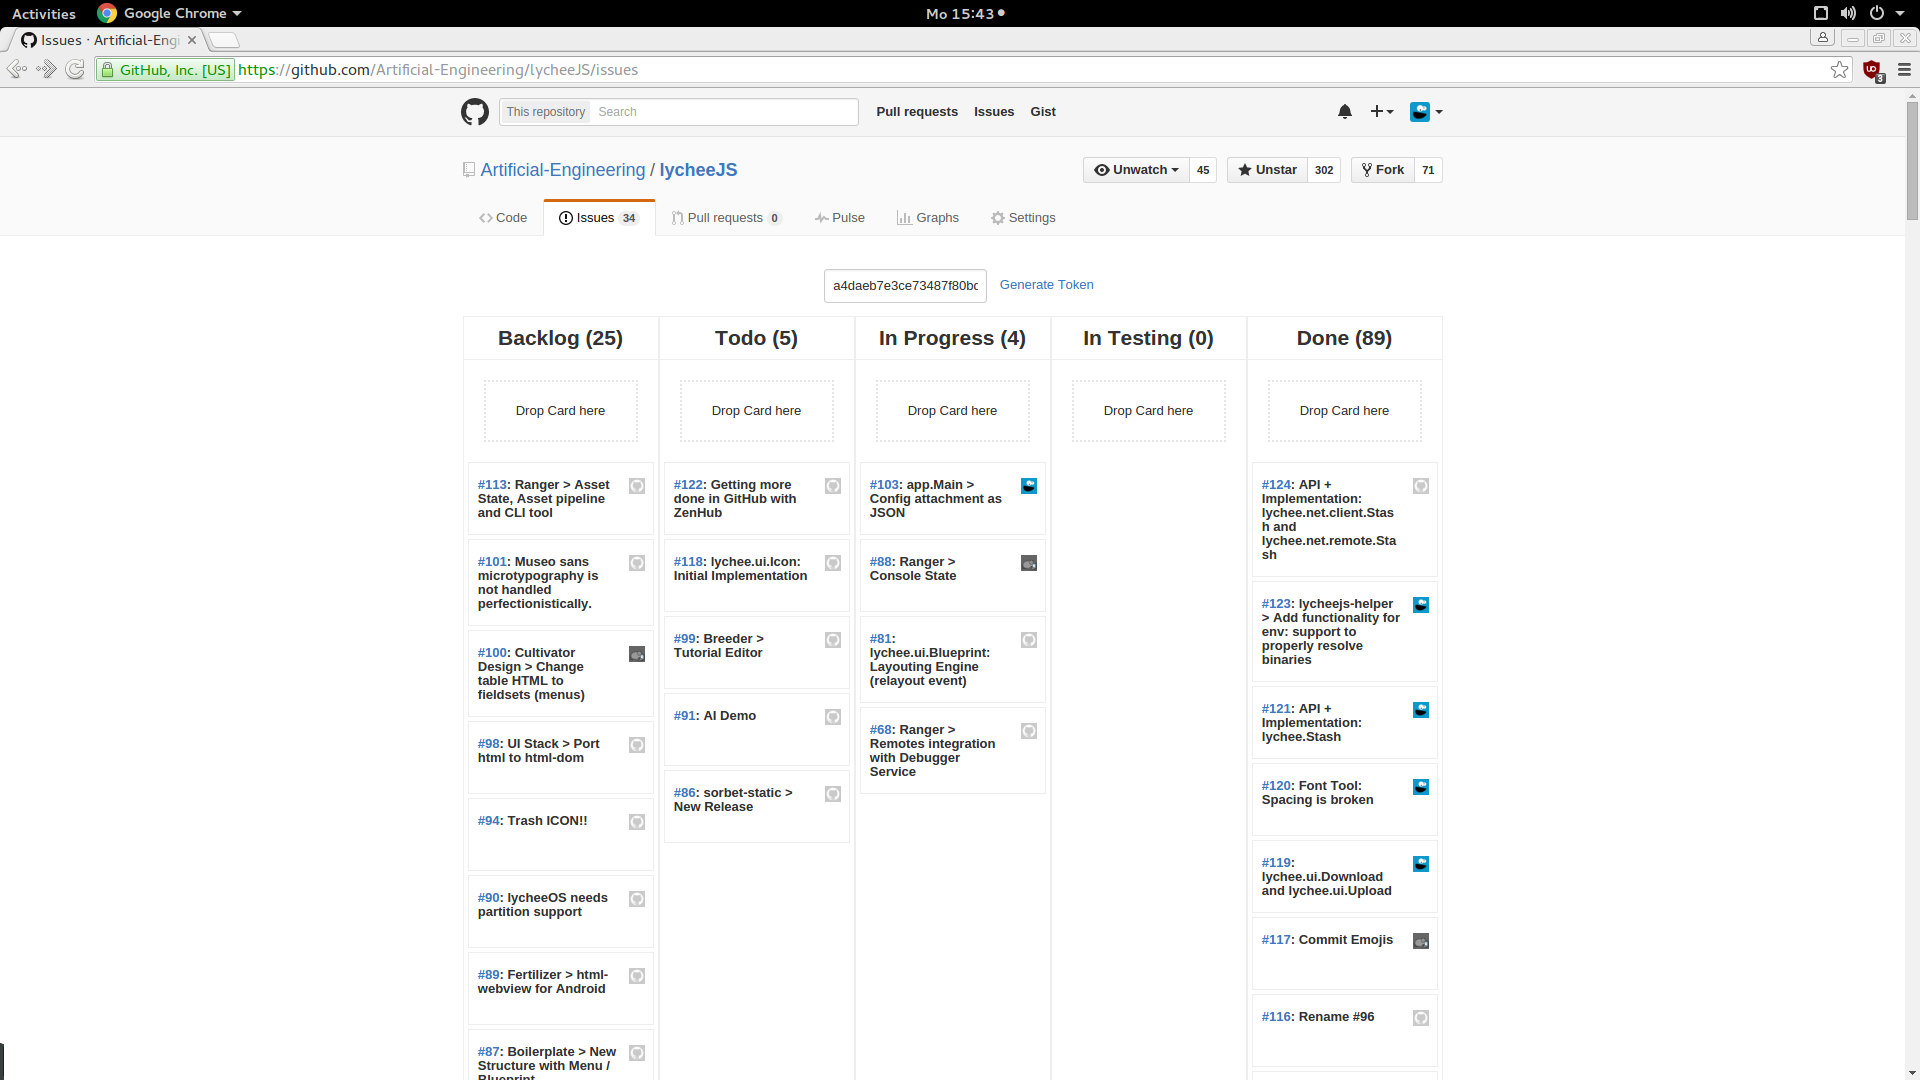 Activities
Google Chrome
Mo 15:43
Issues · Artificial-Engi
GitHub, Inc. [US]
https://github.com/Artificial-Engineering/lycheeJS/issues
3
This repository
Search
Pull requests
Issues
Gist
Artificial-Engineering / lycheeJS
Unwatch
45
Unstar
302
Fork
71
Code
Issues 34
Pull requests 0
Pulse
Graphs
Settings
a4daeb7e3ce73487f80bc
Generate Token
Backlog (25)
Drop Card here
#113: Ranger > Asset
State, Asset pipeline
and CLI tool
#101: Museo sans
microtypography is
not handled
perfectionistically.
#100: Cultivator
Design > Change
table HTML to
fieldsets (menus)
#98: UI Stack > Port
html to html-dom
#94: Trash ICON!!
#90: lycheeOS needs
partition support
#89: Fertilizer > html-
webview for Android
#87: Boilerplate > New
Structure with Menu /
Blueprint
Todo (5)
Drop Card here
#122: Getting more
done in GitHub with
ZenHub
#118: lychee.ui.Icon:
Initial Implementation
#99: Breeder >
Tutorial Editor
#91: AI Demo
#86: sorbet-static >
New Release
In Progress (4)
Drop Card here
#103: app.Main >
Config attachment as
JSON
#88: Ranger >
Console State
#81:
lychee.ui.Blueprint:
Layouting Engine
(relayout event)
#68: Ranger >
Remotes integration
with Debugger
Service
In Testing (0)
Drop Card here
Done (89)
Drop Card here
#124: API +
Implementation:
lychee.net.client.Stas
h and
lychee.net.remote.Sta
sh
#123: lycheejs-helper
> Add functionality for
env: support to
properly resolve
binaries
#121: API +
Implementation:
lychee.Stash
#120: Font Tool:
Spacing is broken
#119:
lychee.ui.Download
and lychee.ui.Upload
#117: Commit Emojis
#116: Rename #96